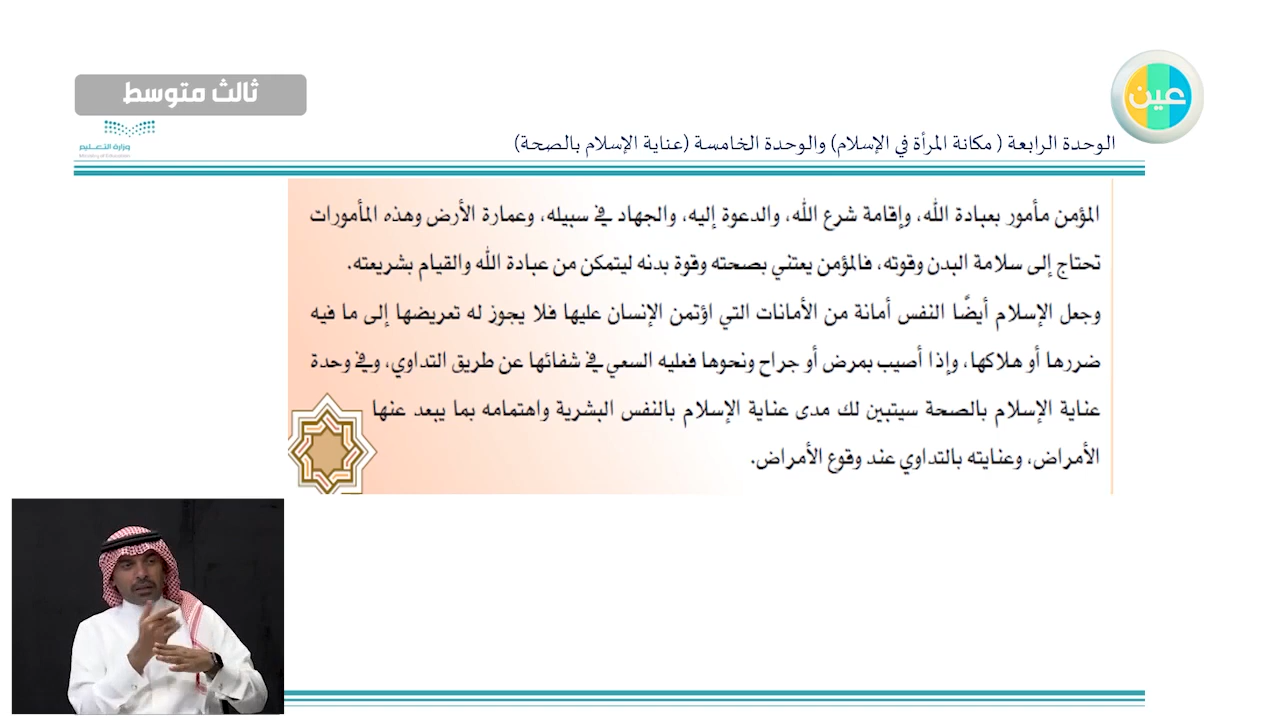 ثالث متوسط
عين
وزارة التعليم
Ministry of Education
الوحدة الرابعة ( مكانة المرأة في الإسلام) والوحدة الخامسة (عناية الإسلام بالصحة)
المؤمن مأمور بعبادة الله، وإقامة شرع الله، والدعوة إليه، والجهاد في سبيله، وعمارة الأرض وهذه المأمورات
تحتاج إلى سلامة البدن وقوته، فالمؤمن يعتني بصحته وقوة بدنه ليتمكن من عبادة الله والقيام بشريعته.
وجعل الإسلام أيضًا النفس أمانة من الأمانات التي اؤتمن الإنسان عليها فلا يجوز له تعريضها إلى ما فيه
ضررها أو هلاكها، وإذا أصيب بمرض أو جراح ونحوها فعليه السعي في شفائها عن طريق التداوي، وفي وحدة
عناية الإسلام بالصحة سيتبين لك مدى عناية الإسلام بالنفس البشرية واهتمامه بما يبعد عنها
الأمراض، وعنايته بالتداوي عند وقوع الأمراض.